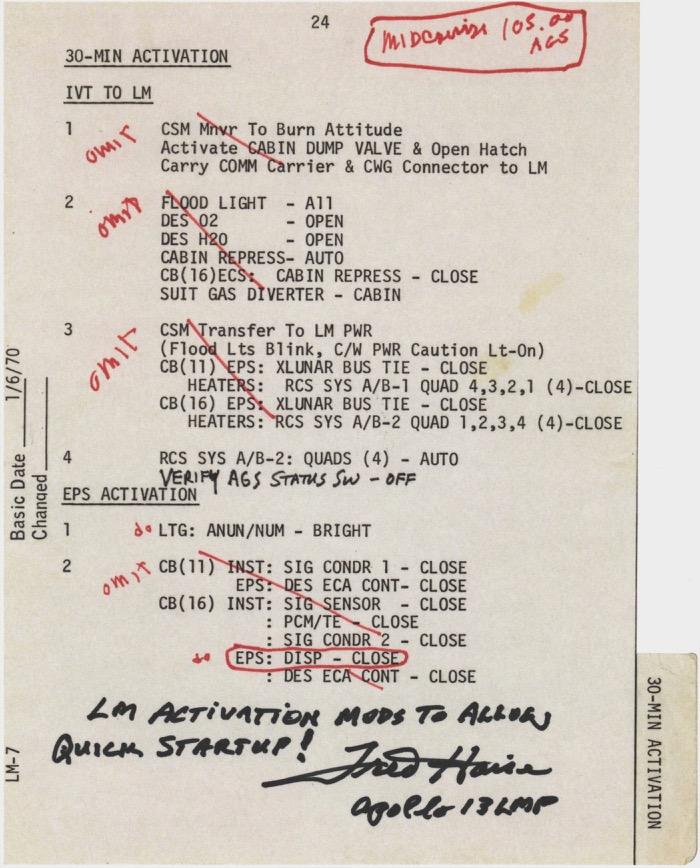 24
MIDCOURSE 105.00
AGS
30-MIN ACTIVATION
IVT TO LM
1 CSM Mnvr To Burn Attitude
omit Activate CABIN DUMP VALVE & Open Hatch
Carry COMM Carrier & CWG Connector to LM
2 FLOOD LIGHT - All
omit DES O2 - OPEN
DES H2O - OPEN
CABIN REPRESS- AUTO
CB(16)ECS: CABIN REPRESS - CLOSE
SUIT GAS DIVERTER - CABIN
3 CSM Transfer To LM PWR
omit (Flood Lts Blink, C/W PWR Caution Lt-On)
CB(11) EPS: XLUNAR BUS TIE - CLOSE
HEATERS: RCS SYS A/B-1 QUAD 4,3,2,1 (4)-CLOSE
CB(16) EPS: XLUNAR BUS TIE - CLOSE
HEATERS: RCS SYS A/B-2 QUAD 1,2,3,4 (4)-CLOSE
4 RCS SYS A/B-2: QUADS (4) - AUTO
VERIFY AGS STATUS SW - OFF
EPS ACTIVATION
1 do LTG: ANUN/NUM - BRIGHT
2 CB(11) INST: SIG CONDR 1 - CLOSE
omit EPS: DES ECA CONT- CLOSE
CB(16) INST: SIG SENSOR - CLOSE
: PCM/TE - CLOSE
: SIG CONDR 2 - CLOSE
do EPS: DISP - CLOSE
: DES ECA CONT - CLOSE
LM ACTIVATION MODS TO ALLOW
QUICK STARTUP!
Fred Haise
Apollo 13 LMP
Basic Date 1/6/70
Changed
LM-7
30-MIN ACTIVATION